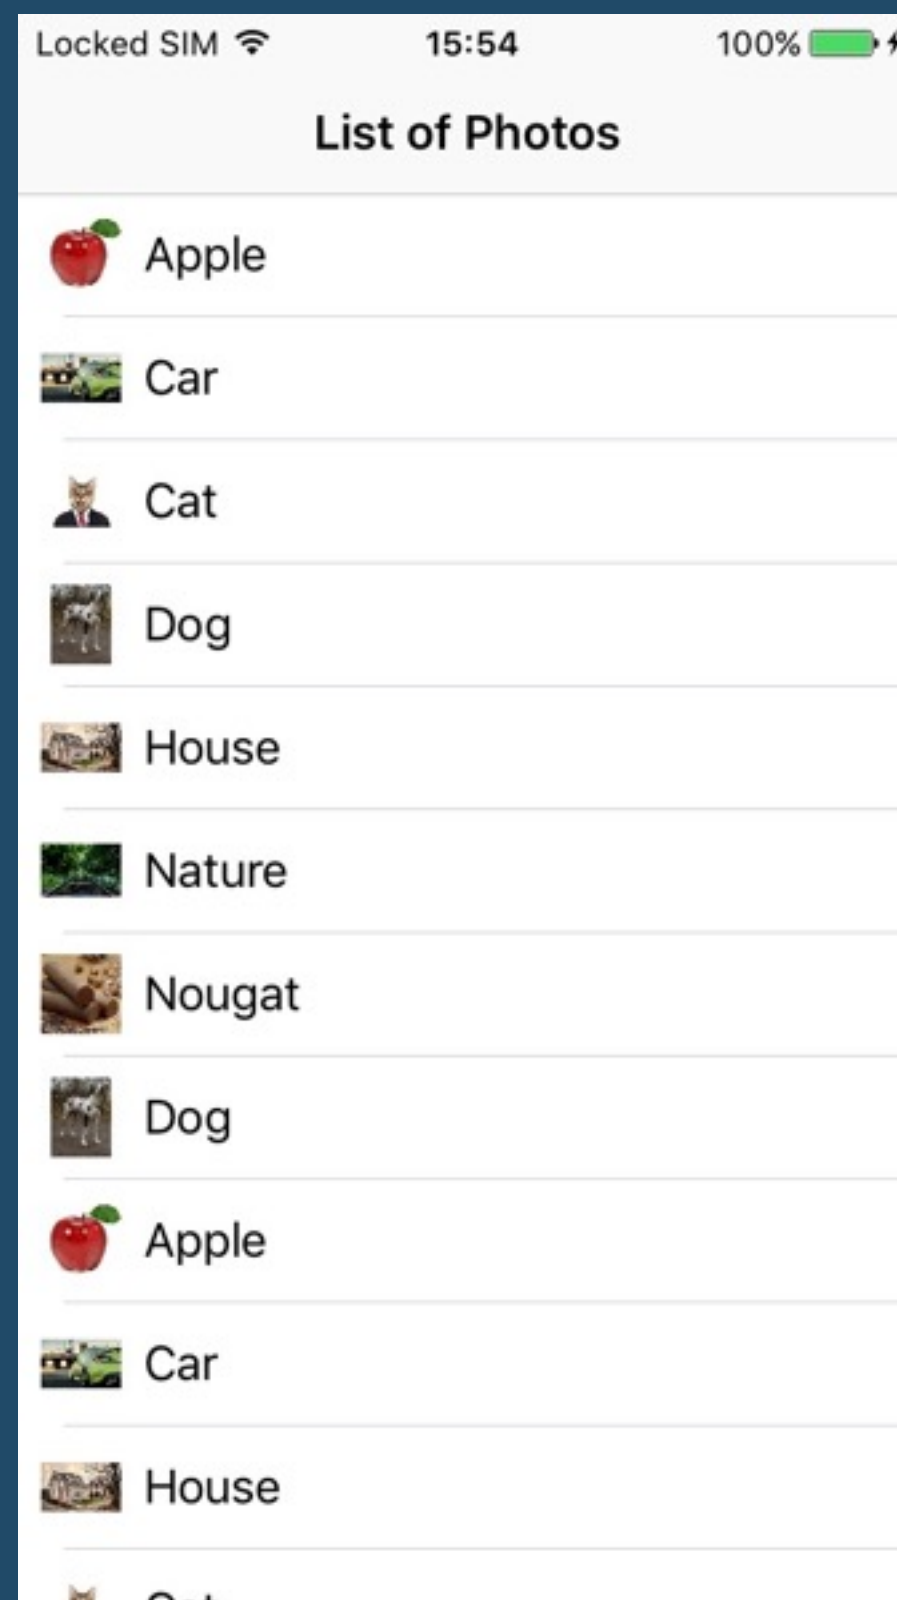 Locked SIM 15:54 100%
List of Photos
Apple
Car
Cat
Dog
House
Nature
Nougat
Dog
Apple
Car
House